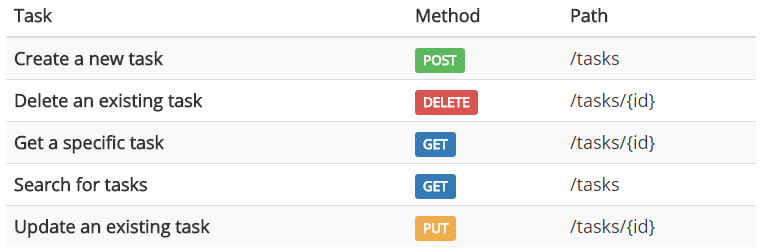 Task Method Path
Create a new task POST /tasks
Delete an existing task DELETE /tasks/{id}
Get a specific task GET /tasks/{id}
Search for tasks GET /tasks
Update an existing task PUT /tasks/{id}